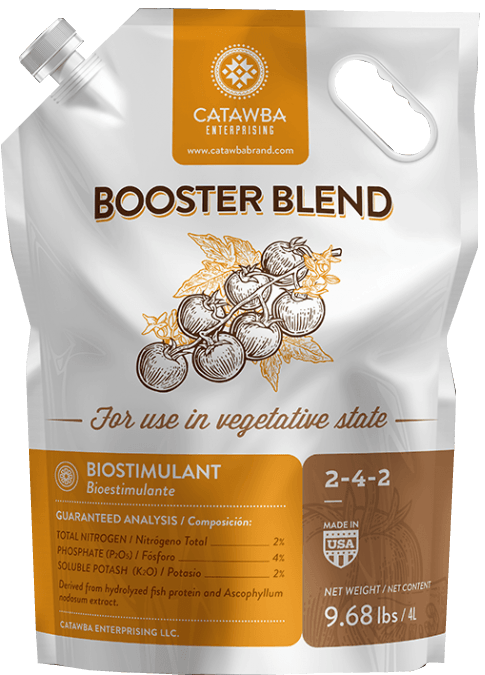 CATAWBA
ENTERPRISING
www.catawbabrand.com
BOOSTER BLEND
For use in vegetative state
BIOSTIMULANT
Bioestimulante
GUARANTEED ANALYSIS / Composición:
TOTAL NITROGEN / Nitrógeno Total 2%
PHOSPHATE (P₂O₅) / Fósforo 4%
SOLUBLE POTASH (K₂O) / Potasio 2%
Derived from hydrolyzed fish protein and Ascophyllum
nodosum extract.
CATAWBA ENTERPRISING LLC.
2-4-2
MADE IN
USA
NET WEIGHT / NET CONTENT
9.68 lbs / 4L